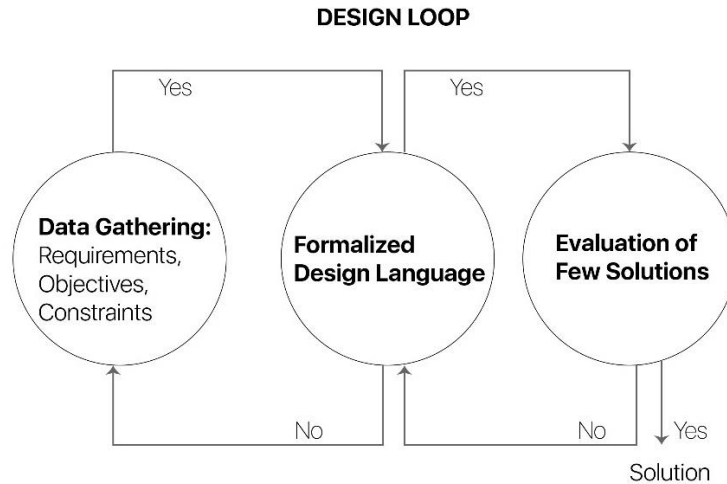 DESIGN LOOP
Yes
Yes
Data Gathering:
Requirements,
Objectives,
Constraints
Formalized
Design Language
Evaluation of
Few Solutions
No
No
Yes
Solution